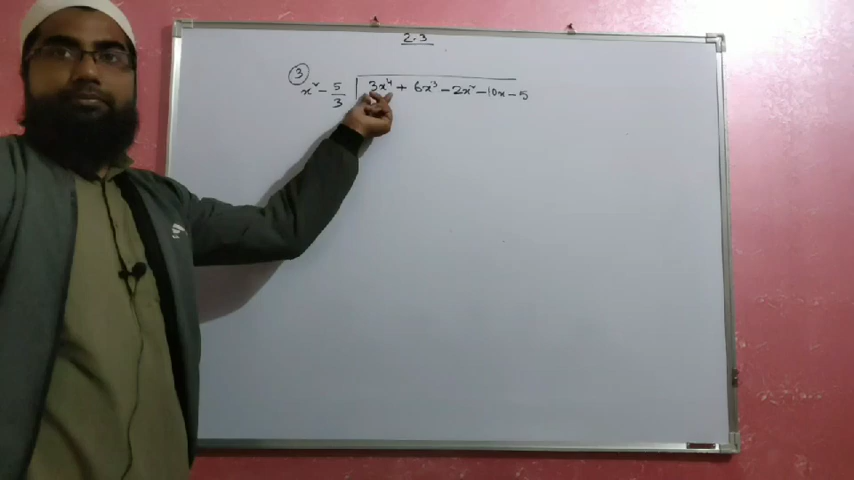 2.3
③
x² - 5/3 | 3x⁴ + 6x³ - 2x² - 10x - 5